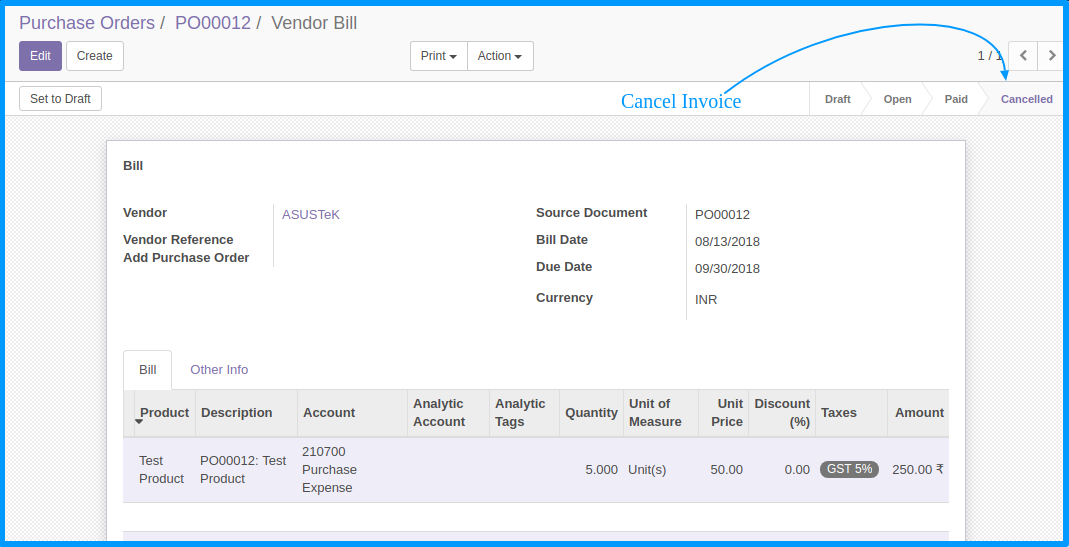 Purchase Orders / PO00012 / Vendor Bill
Edit Create Print Action 1 / 1
Set to Draft Cancel Invoice Draft Open Paid Cancelled
Bill
Vendor ASUSTeK Source Document PO00012
Vendor Reference Bill Date 08/13/2018
Add Purchase Order
Due Date 09/30/2018
Currency INR
Bill Other Info
Product Description Account Analytic Account Analytic Tags Quantity Unit of Measure Unit Price Discount (%) Taxes Amount
Test Product PO00012: Test Product 210700 Purchase Expense 5.000 Unit(s) 50.00 0.00 GST 5% 250.00 ₹